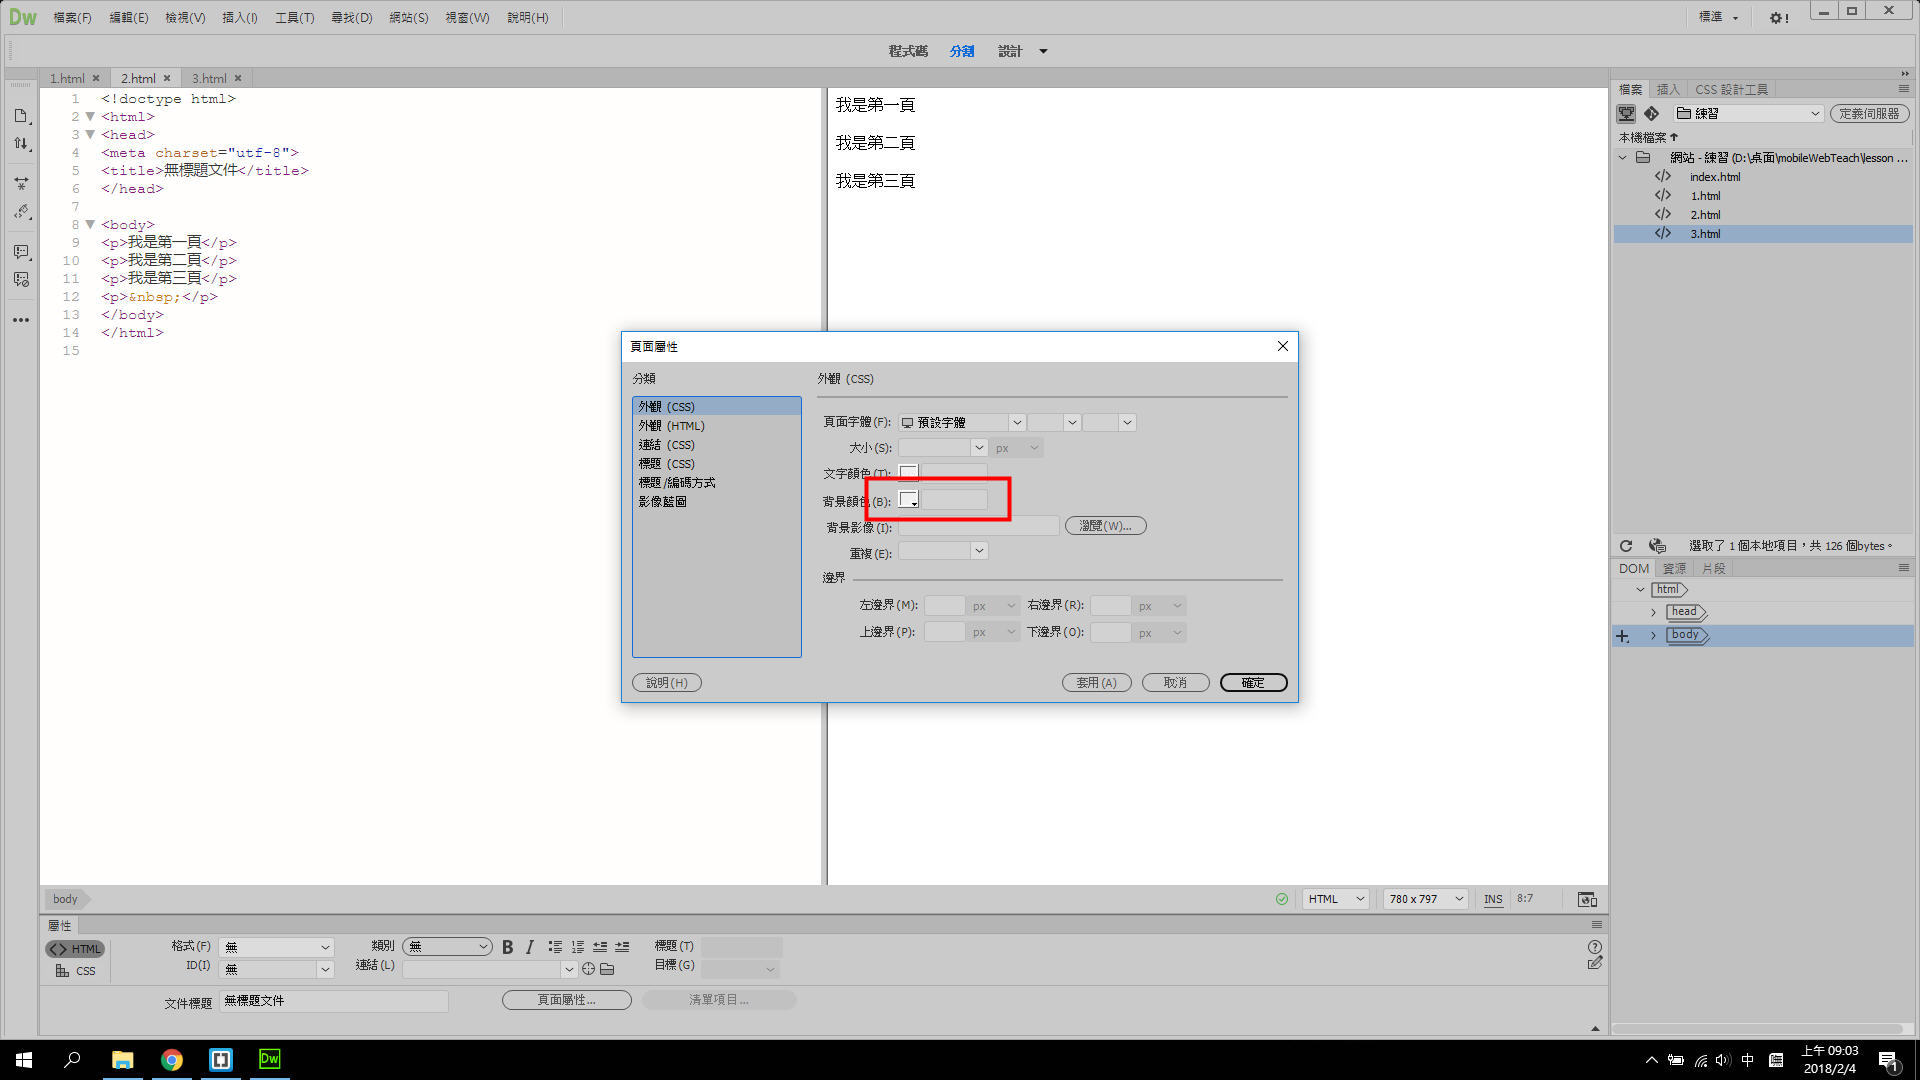 Dw 檔案(F) 編輯(E) 檢視(V) 插入(I) 工具(T) 尋找(D) 網站(S) 視窗(W) 說明(H) 標準
程式碼 分割 設計
1.html 2.html 3.html
1 <!doctype html>
2 <html>
3 <head>
4 <meta charset="utf-8">
5 <title>無標題文件</title>
6 </head>
7
8 <body>
9 <p>我是第一頁</p>
10 <p>我是第二頁</p>
11 <p>我是第三頁</p>
12 <p>&nbsp;</p>
13 </body>
14 </html>
15
我是第一頁
我是第二頁
我是第三頁
頁面屬性
分類
外觀 (CSS)
外觀 (HTML)
連結 (CSS)
標題 (CSS)
標題/編碼方式
影像藍圖
外觀 (CSS)
頁面字體(F): 預設字體
大小(S): px
文字顏色(T):
背景顏色(B):
背景影像(I): 瀏覽(W)...
重複(E):
邊界
左邊界(M): px 右邊界(R): px
上邊界(P): px 下邊界(O): px
說明(H) 套用(A) 取消 確定
檔案 插入 CSS 設計工具
練習 定義伺服器
本機檔案
網站 - 練習 (D:\桌面\mobileWebTeach\lesson ...
index.html
1.html
2.html
3.html
選取了 1 個本地項目，共 126 個bytes。
DOM 資源 片段
html
head
body
body HTML 780 x 797 INS 8:7
屬性
HTML 格式(F) 無 類別 無 B I 標題(T)
CSS ID(I) 無 連結(L) 目標(G)
文件標題 無標題文件 頁面屬性... 清單項目...
Dw 中 上午 09:03
2018/2/4 1